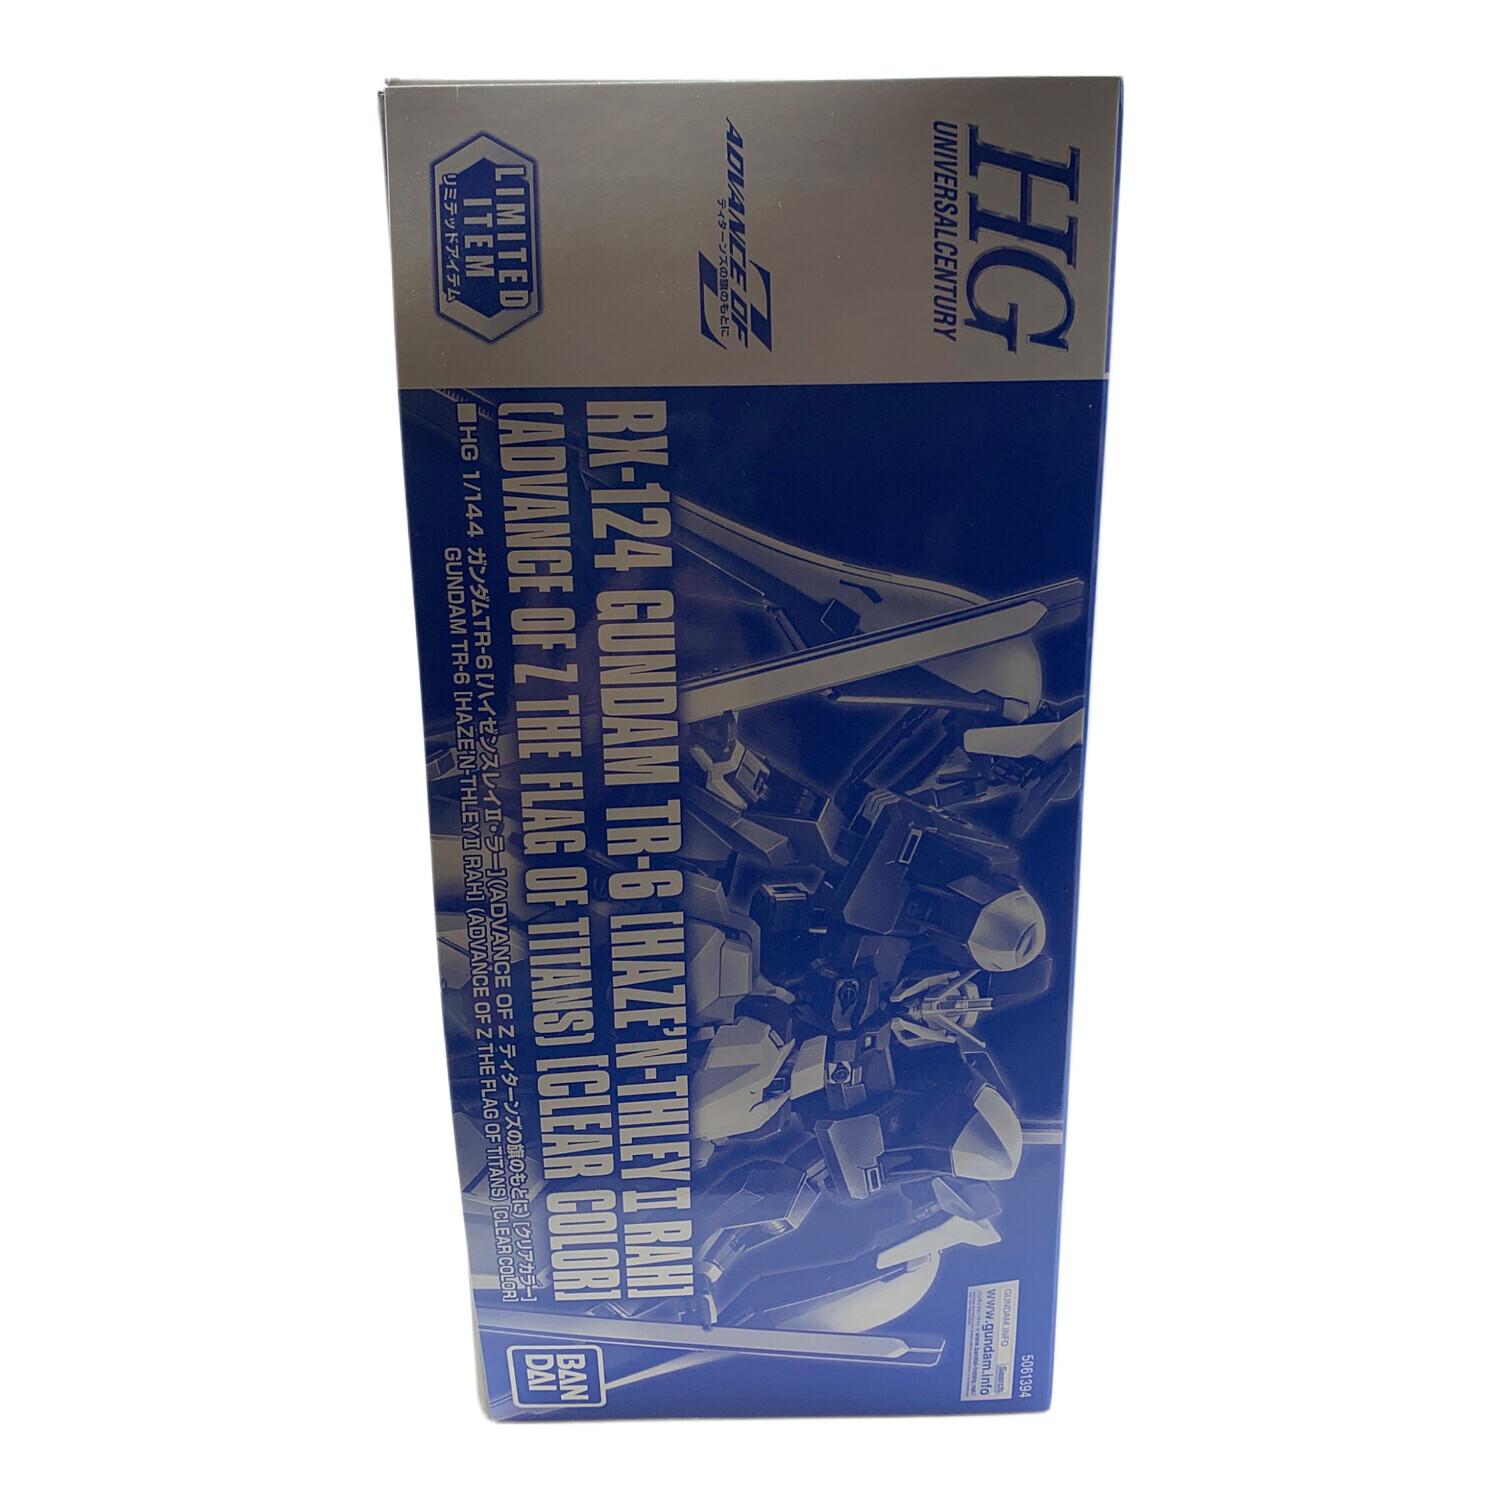 HG
UNIVERSAL CENTURY
ADVANCE OF Z
ティターンズの旗のもとに
LIMITED
ITEM
リミテッドアイテム
RX-124 GUNDAM TR-6 [HAZE'N-THLEY Ⅱ RAH]
(ADVANCE OF Z THE FLAG OF TITANS) [CLEAR COLOR]
■HG 1/144 ガンダムTR-6 [ハイゼンスレイⅡ・ラー] (ADVANCE OF Z ティターンズの旗のもとに) [クリアカラー]
GUNDAM TR-6 [HAZE'N-THLEY Ⅱ RAH] (ADVANCE OF Z THE FLAG OF TITANS) [CLEAR COLOR]
5061394
GUNDAM.INFO Search
www.gundam.info
BAN
DAI